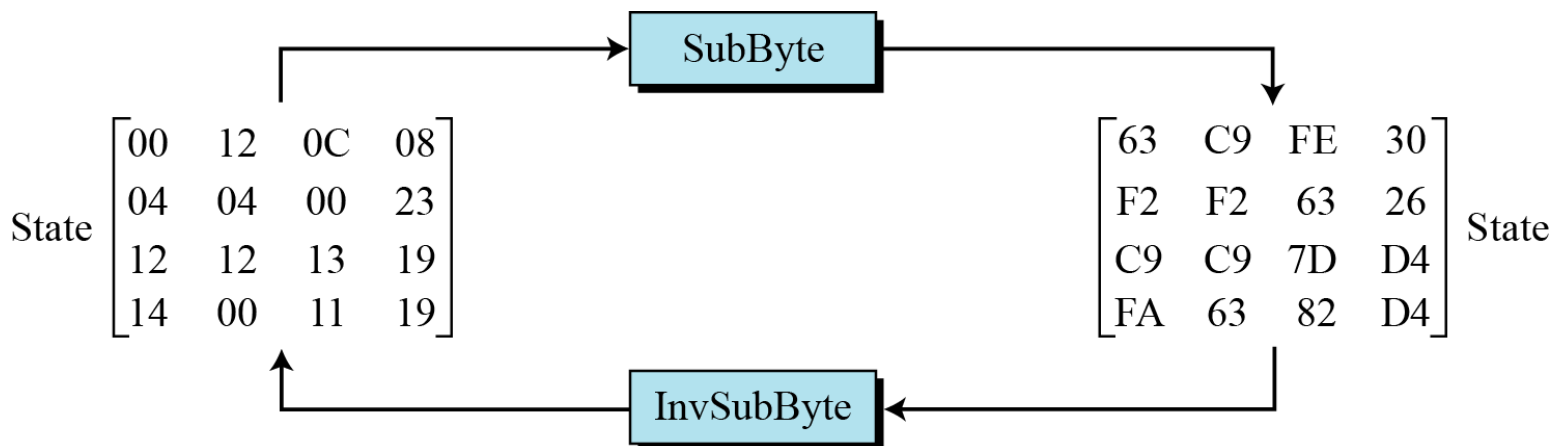 SubByte
00 12 0C 08
04 04 00 23
12 12 13 19
14 00 11 19
State
63 C9 FE 30
F2 F2 63 26
C9 C9 7D D4
FA 63 82 D4
State
InvSubByte